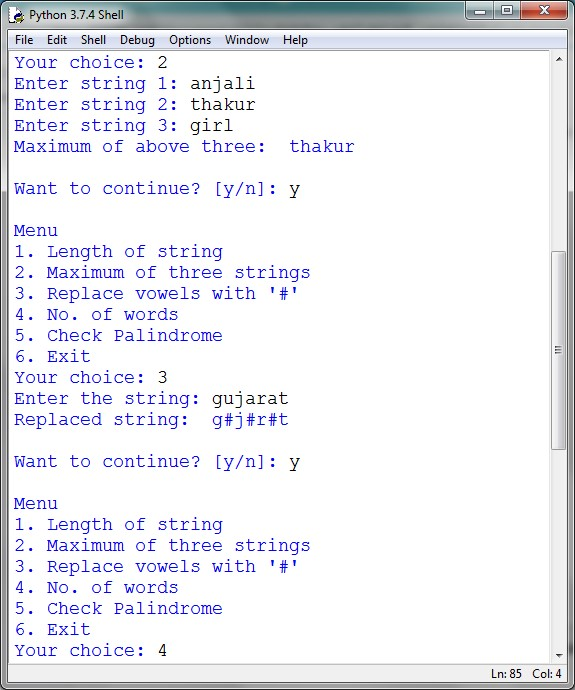 Python 3.7.4 Shell
File Edit Shell Debug Options Window Help
Your choice: 2
Enter string 1: anjali
Enter string 2: thakur
Enter string 3: girl
Maximum of above three:  thakur
Want to continue? [y/n]: y
Menu
1. Length of string
2. Maximum of three strings
3. Replace vowels with '#'
4. No. of words
5. Check Palindrome
6. Exit
Your choice: 3
Enter the string: gujarat
Replaced string:  g#j#r#t
Want to continue? [y/n]: y
Menu
1. Length of string
2. Maximum of three strings
3. Replace vowels with '#'
4. No. of words
5. Check Palindrome
6. Exit
Your choice: 4
Ln: 85 Col: 4